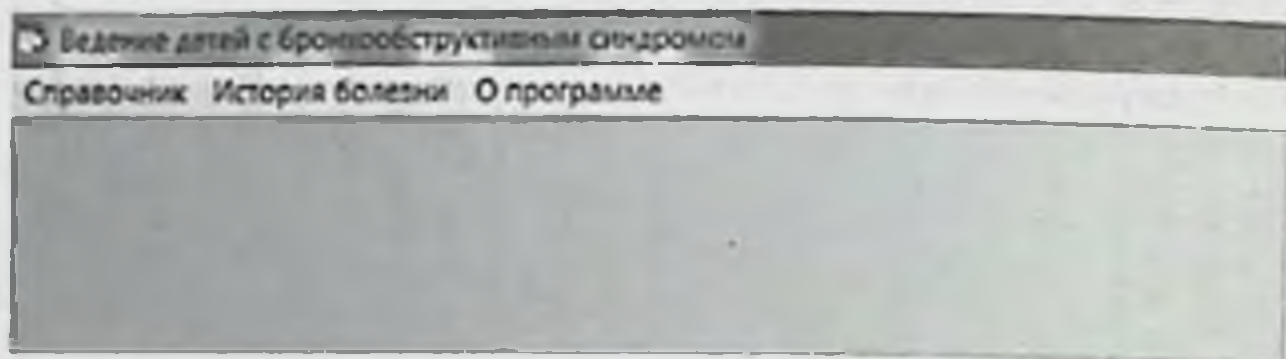 Ведение детей с бронхообструктивным синдромом
Справочник История болезни О программе